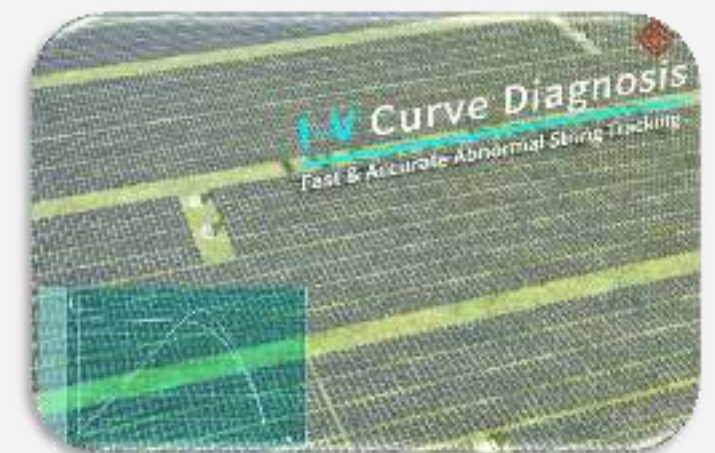 I-V Curve Diagnosis
Fast & Accurate Abnormal String Tracking